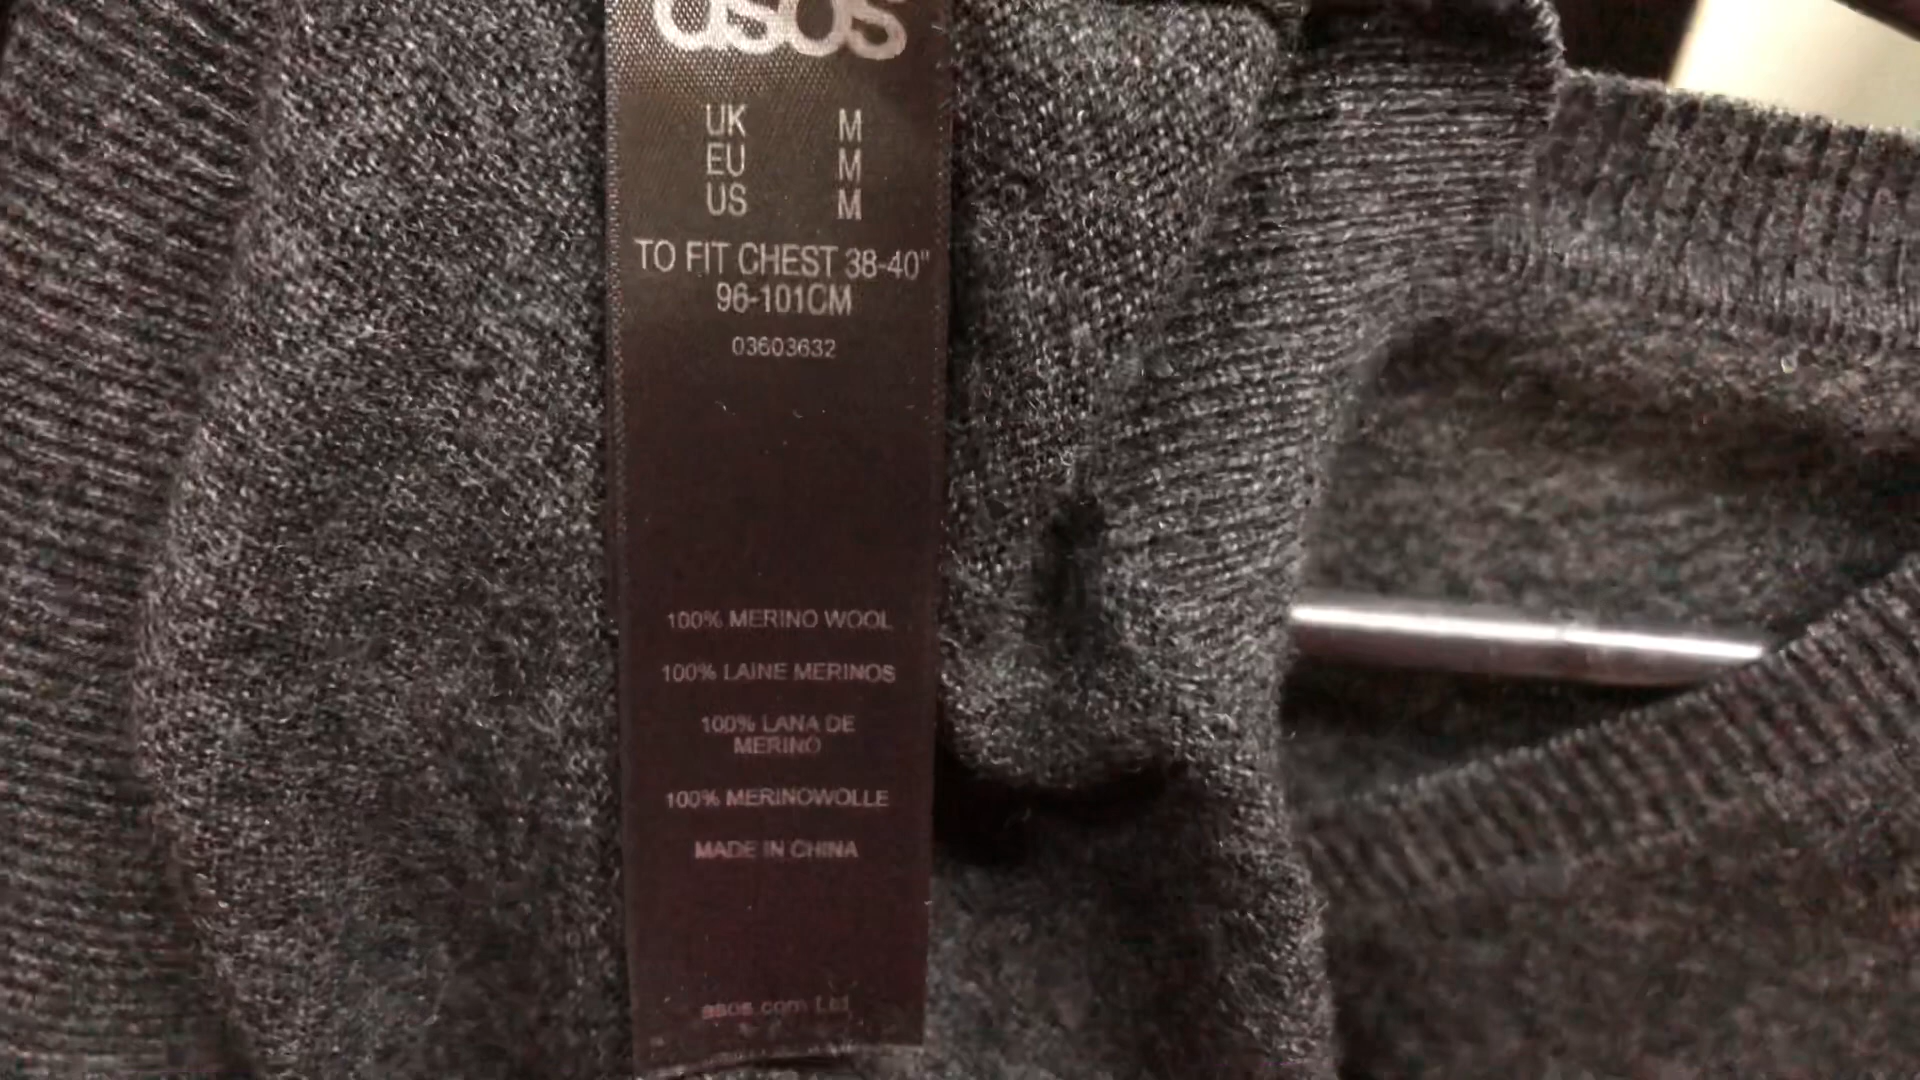 asos
UK M
EU M
US M
TO FIT CHEST 38-40"
96-101CM
03603632
100% MERINO WOOL
100% LAINE MERINOS
100% LANA DE
MERINO
100% MERINOWOLLE
MADE IN CHINA
asos.com Ltd